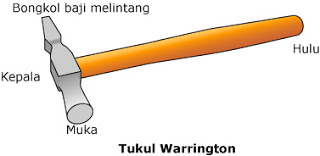 Bongkol baji melintang
Hulu
Kepala
Muka
Tukul Warrington